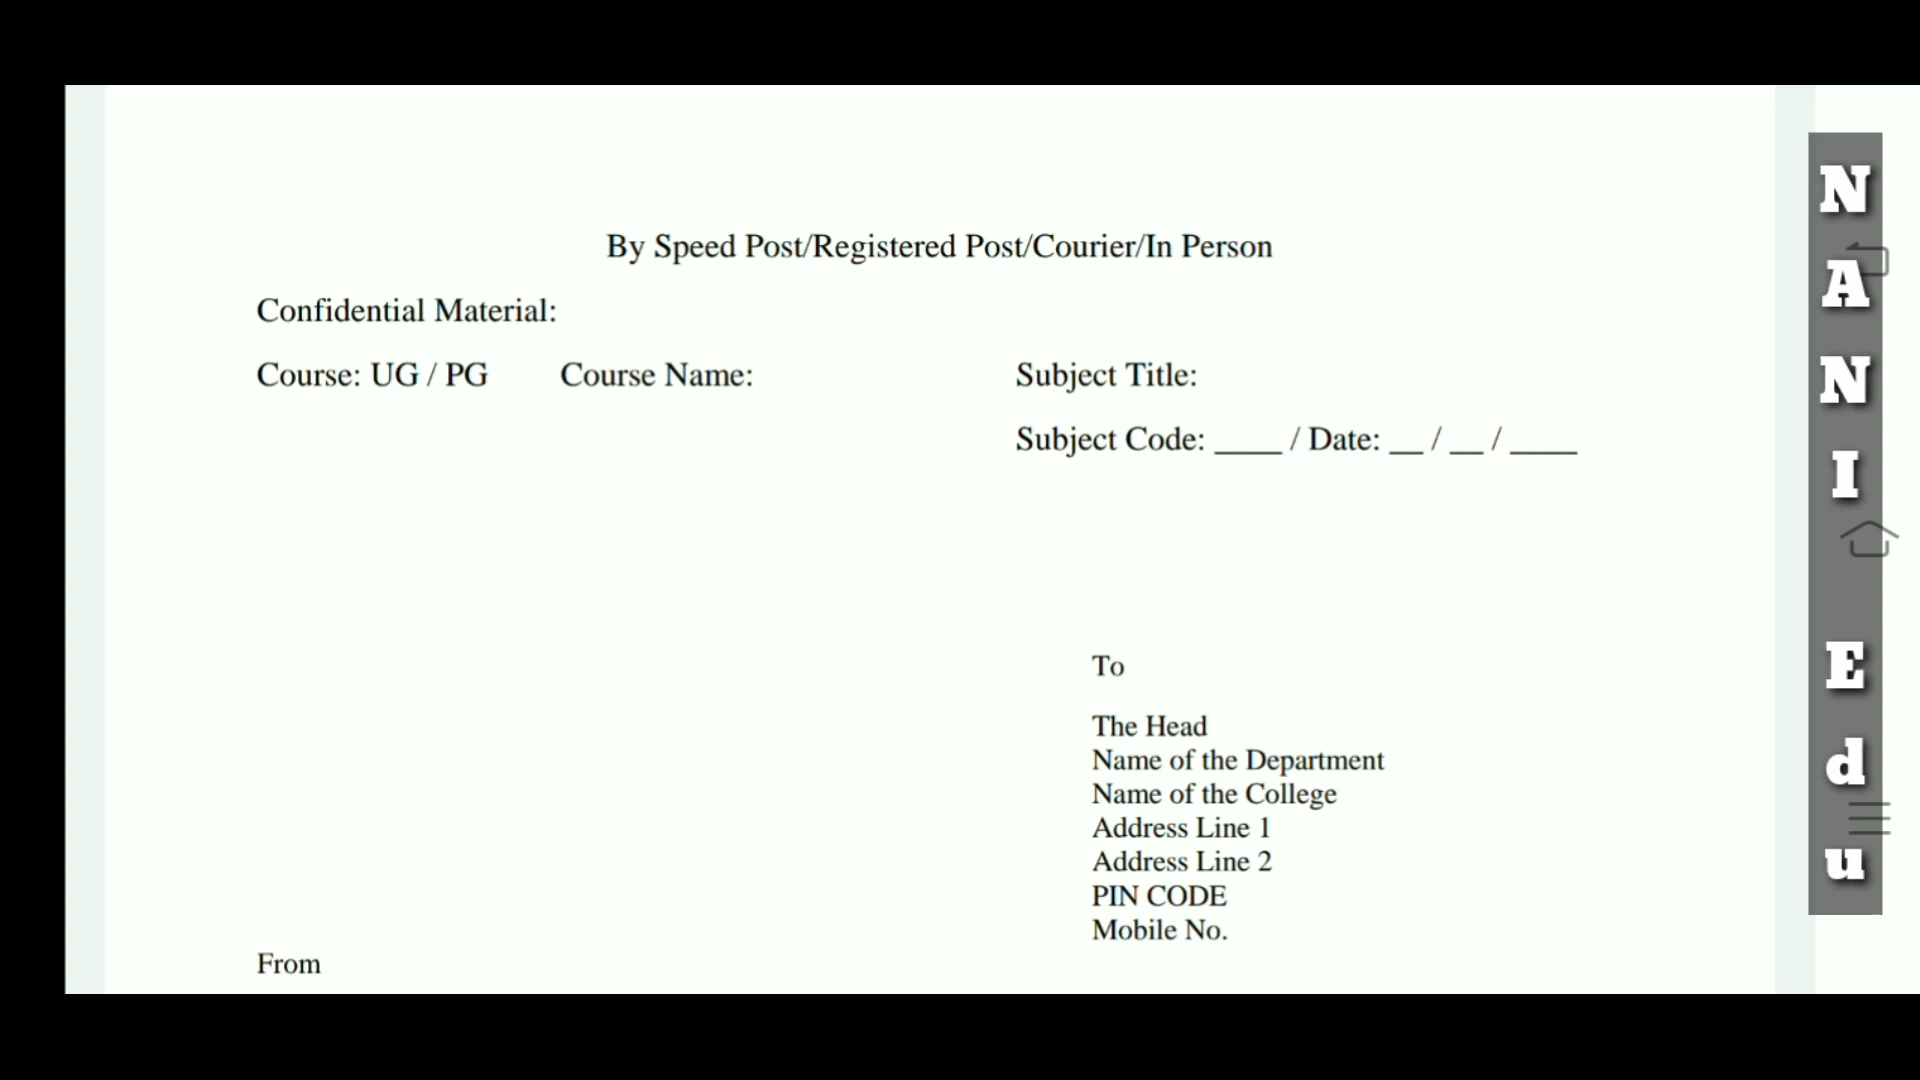 By Speed Post/Registered Post/Courier/In Person
Confidential Material:
Course: UG / PG Course Name: Subject Title:
Subject Code: ____ / Date: __ / __ / ____
To
The Head
Name of the Department
Name of the College
Address Line 1
Address Line 2
PIN CODE
Mobile No.
From
NANI Edu